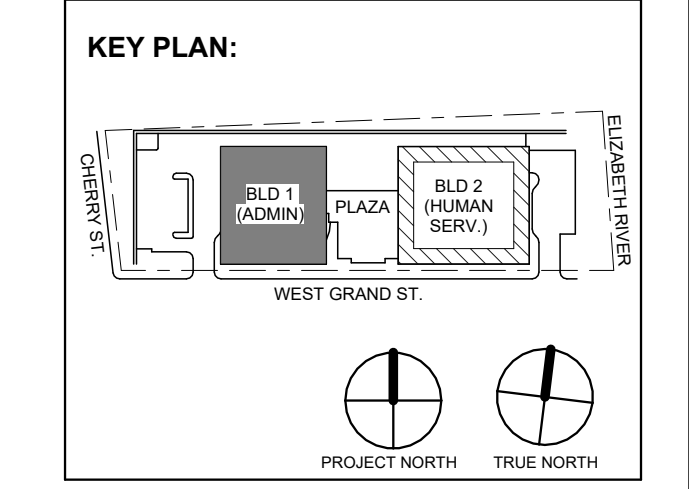 KEY PLAN:
CHERRY ST.
BLD 1
(ADMIN)
PLAZA
BLD 2
(HUMAN
SERV.)
ELIZABETH RIVER
WEST GRAND ST.
PROJECT NORTH
TRUE NORTH